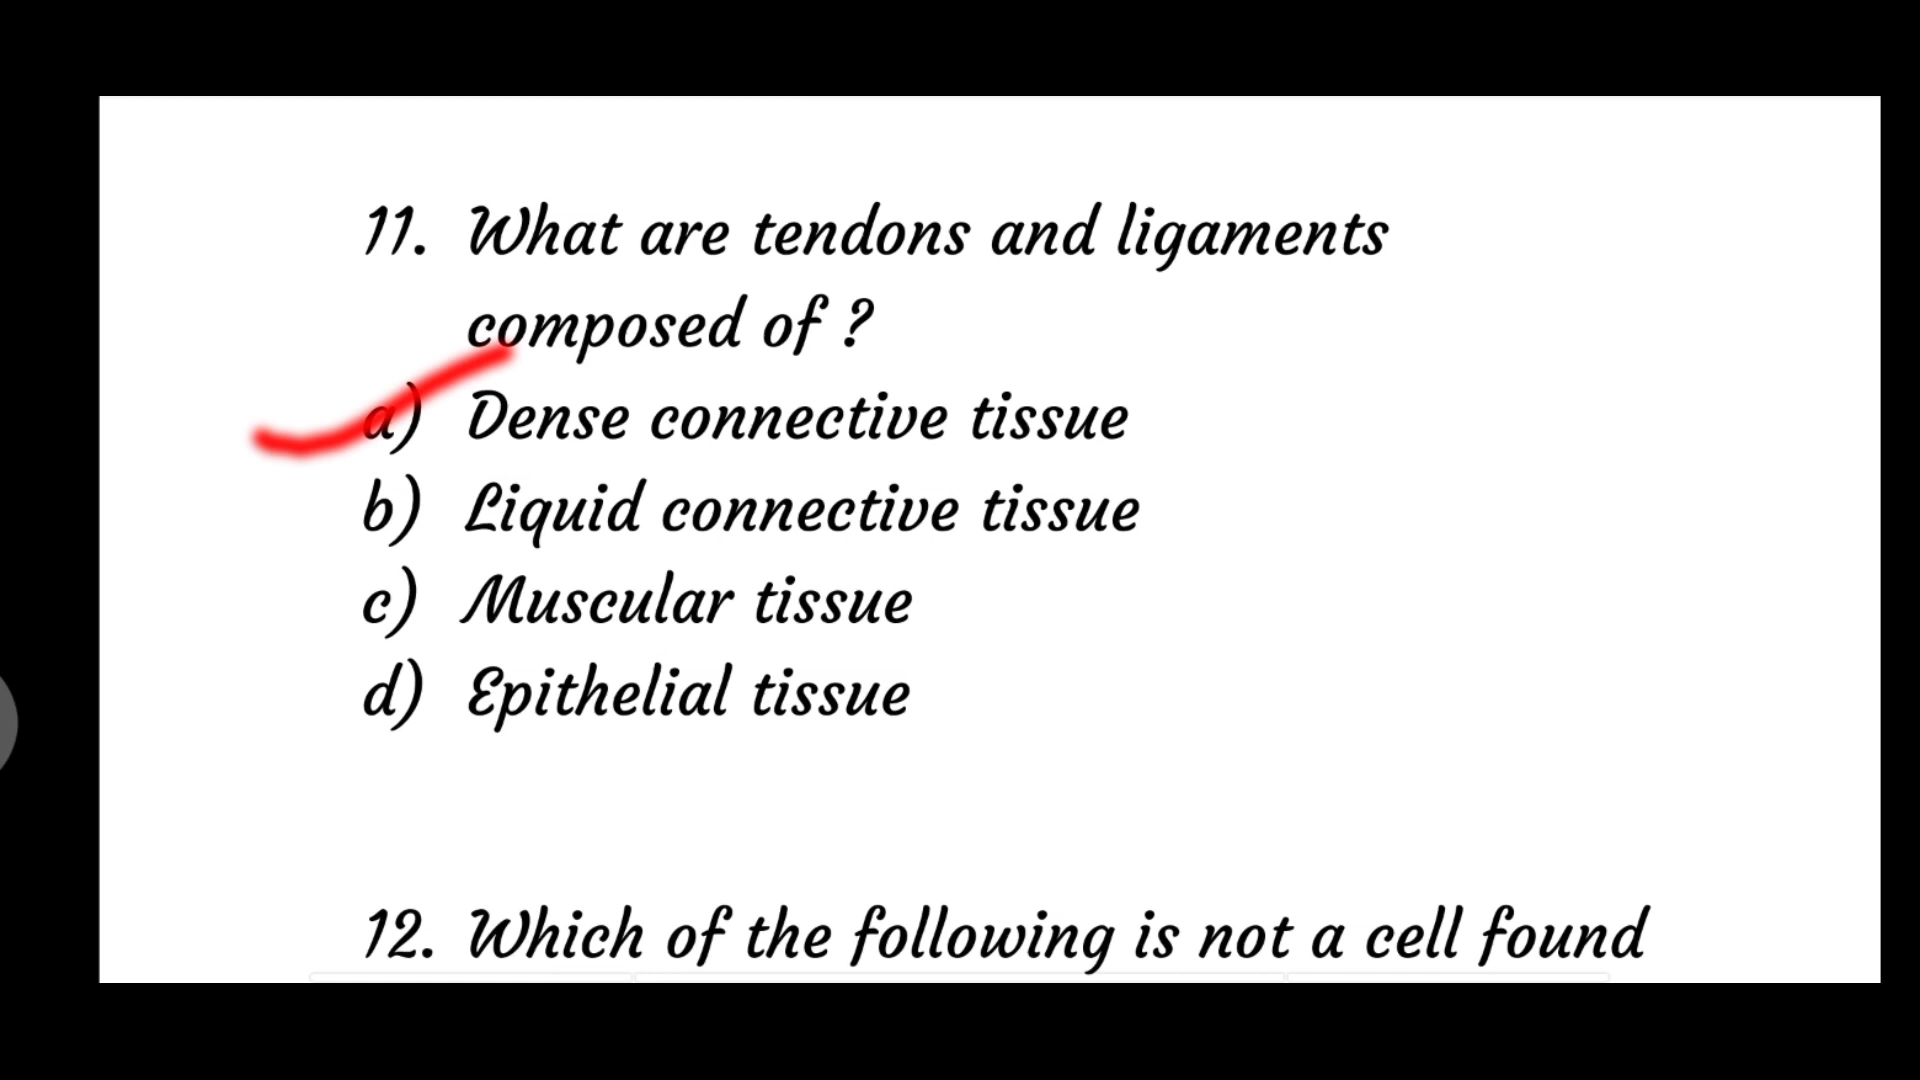 11. What are tendons and ligaments
composed of ?
a) Dense connective tissue
b) Liquid connective tissue
c) Muscular tissue
d) Epithelial tissue
12. Which of the following is not a cell found